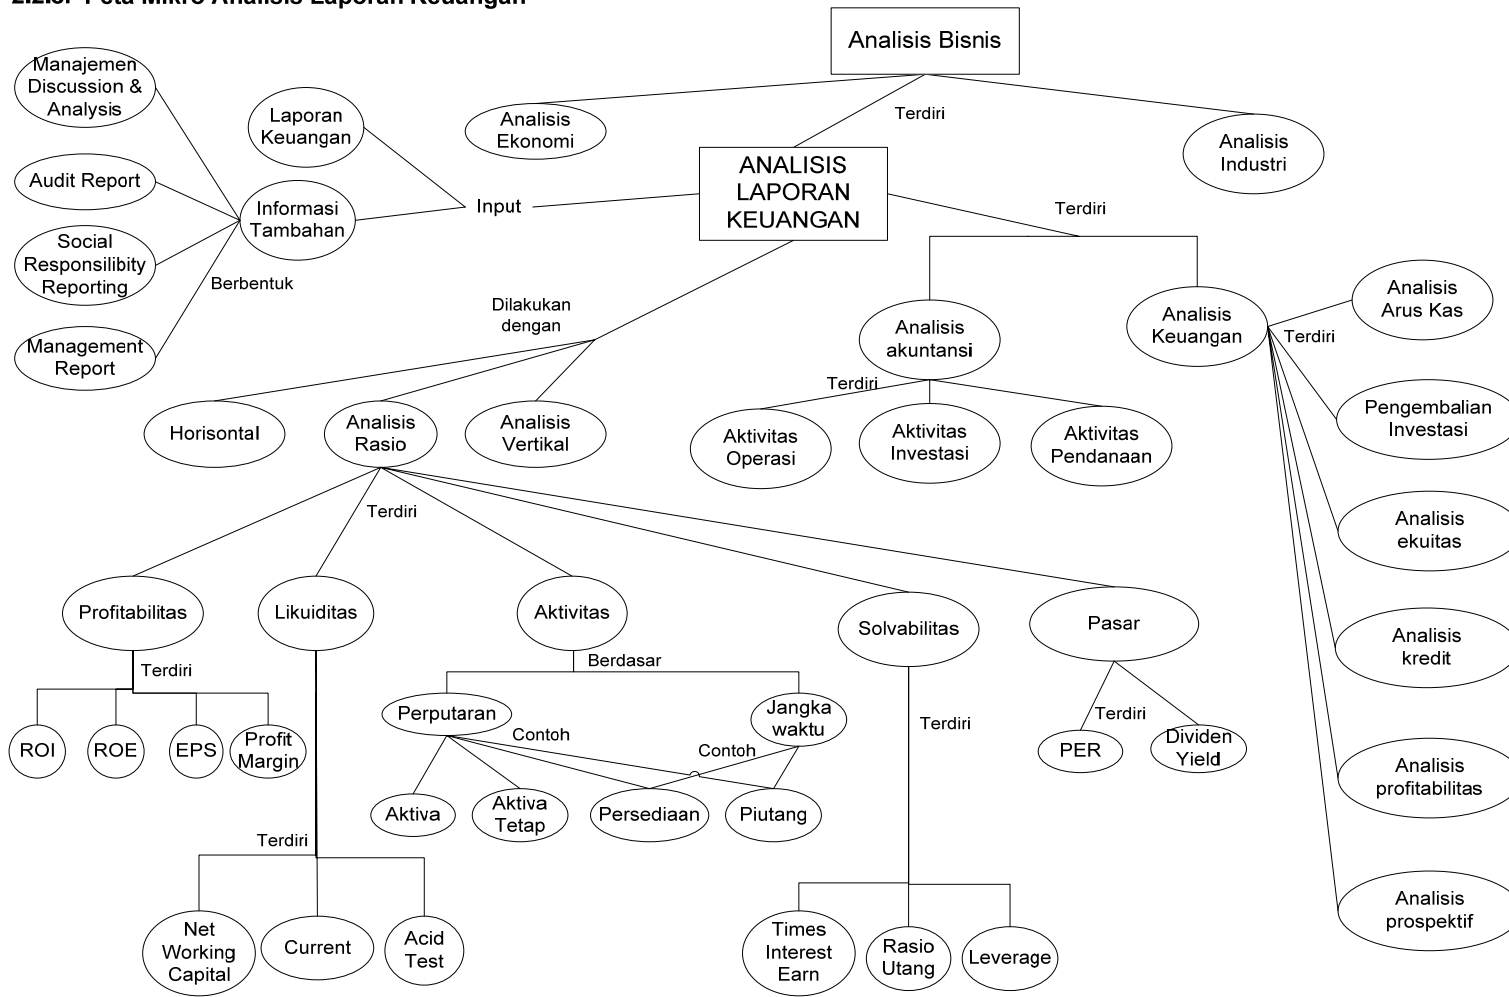 2.2.3. Peta Mikro Analisis Laporan Keuangan
Analisis Bisnis
Manajemen
Discussion &
Analysis
Laporan
Keuangan
Analisis
Ekonomi
Terdiri
Analisis
Industri
ANALISIS
LAPORAN
KEUANGAN
Audit Report
Informasi
Tambahan
Input
Terdiri
Social
Responsilibity
Reporting
Berbentuk
Management
Report
Dilakukan
dengan
Analisis
akuntansi
Analisis
Keuangan
Terdiri
Analisis
Arus Kas
Terdiri
Horisontal
Analisis
Rasio
Analisis
Vertikal
Aktivitas
Operasi
Aktivitas
Investasi
Aktivitas
Pendanaan
Pengembalian
Investasi
Terdiri
Analisis
ekuitas
Profitabilitas
Likuiditas
Aktivitas
Solvabilitas
Pasar
Analisis
kredit
Terdiri
Berdasar
ROI
ROE
EPS
Profit
Margin
Perputaran
Jangka
waktu
Contoh
Contoh
Terdiri
Terdiri
PER
Dividen
Yield
Analisis
profitabilitas
Aktiva
Aktiva
Tetap
Persediaan
Piutang
Terdiri
Net
Working
Capital
Current
Acid
Test
Times
Interest
Earn
Rasio
Utang
Leverage
Analisis
prospektif